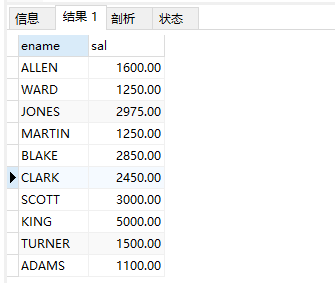 信息 结果 1 剖析 状态
ename sal
ALLEN 1600.00
WARD 1250.00
JONES 2975.00
MARTIN 1250.00
BLAKE 2850.00
CLARK 2450.00
SCOTT 3000.00
KING 5000.00
TURNER 1500.00
ADAMS 1100.00